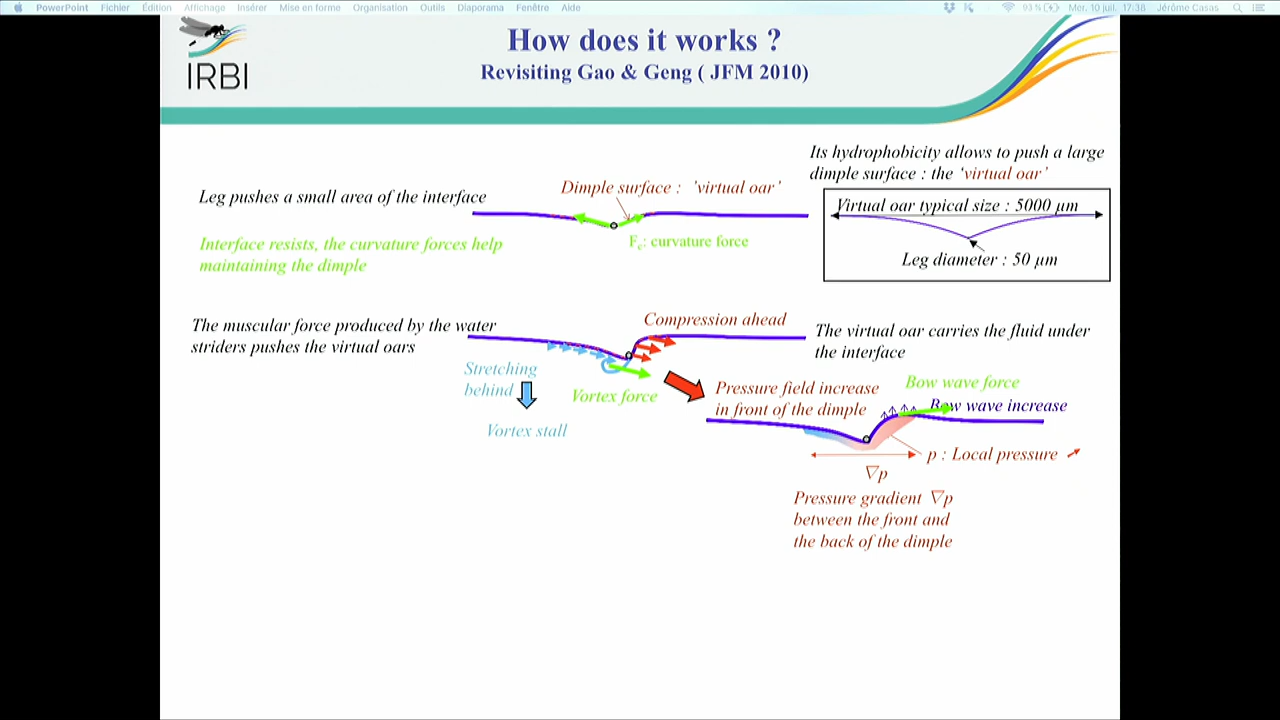 PowerPoint Fichier Édition Affichage Insérer Mise en forme Organisation Outils Diaporama Fenêtre Aide
93 % Mar. 10 juil. 17:38 Jérôme Casas
IRBI
How does it works ?
Revisiting Gao & Geng ( JFM 2010)
Its hydrophobicity allows to push a large
dimple surface : the ‘virtual oar’
Leg pushes a small area of the interface
Dimple surface : ’virtual oar’
Virtual oar typical size : 5000 µm
Interface resists, the curvature forces help
maintaining the dimple
Fc: curvature force
Leg diameter : 50 µm
The muscular force produced by the water
striders pushes the virtual oars
Compression ahead
The virtual oar carries the fluid under
the interface
Stretching
behind
Vortex force
Vortex stall
Pressure field increase
in front of the dimple
Bow wave force
Bow wave increase
p : Local pressure
∇p
Pressure gradient ∇p
between the front and
the back of the dimple